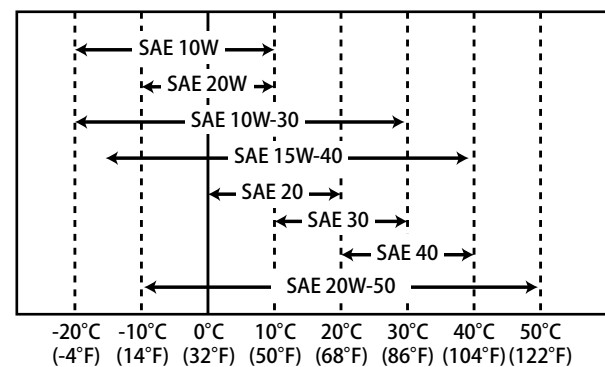 SAE 10W
SAE 20W
SAE 10W-30
SAE 15W-40
SAE 20
SAE 30
SAE 40
SAE 20W-50
-20°C -10°C 0°C 10°C 20°C 30°C 40°C 50°C
(-4°F) (14°F) (32°F) (50°F) (68°F) (86°F) (104°F) (122°F)